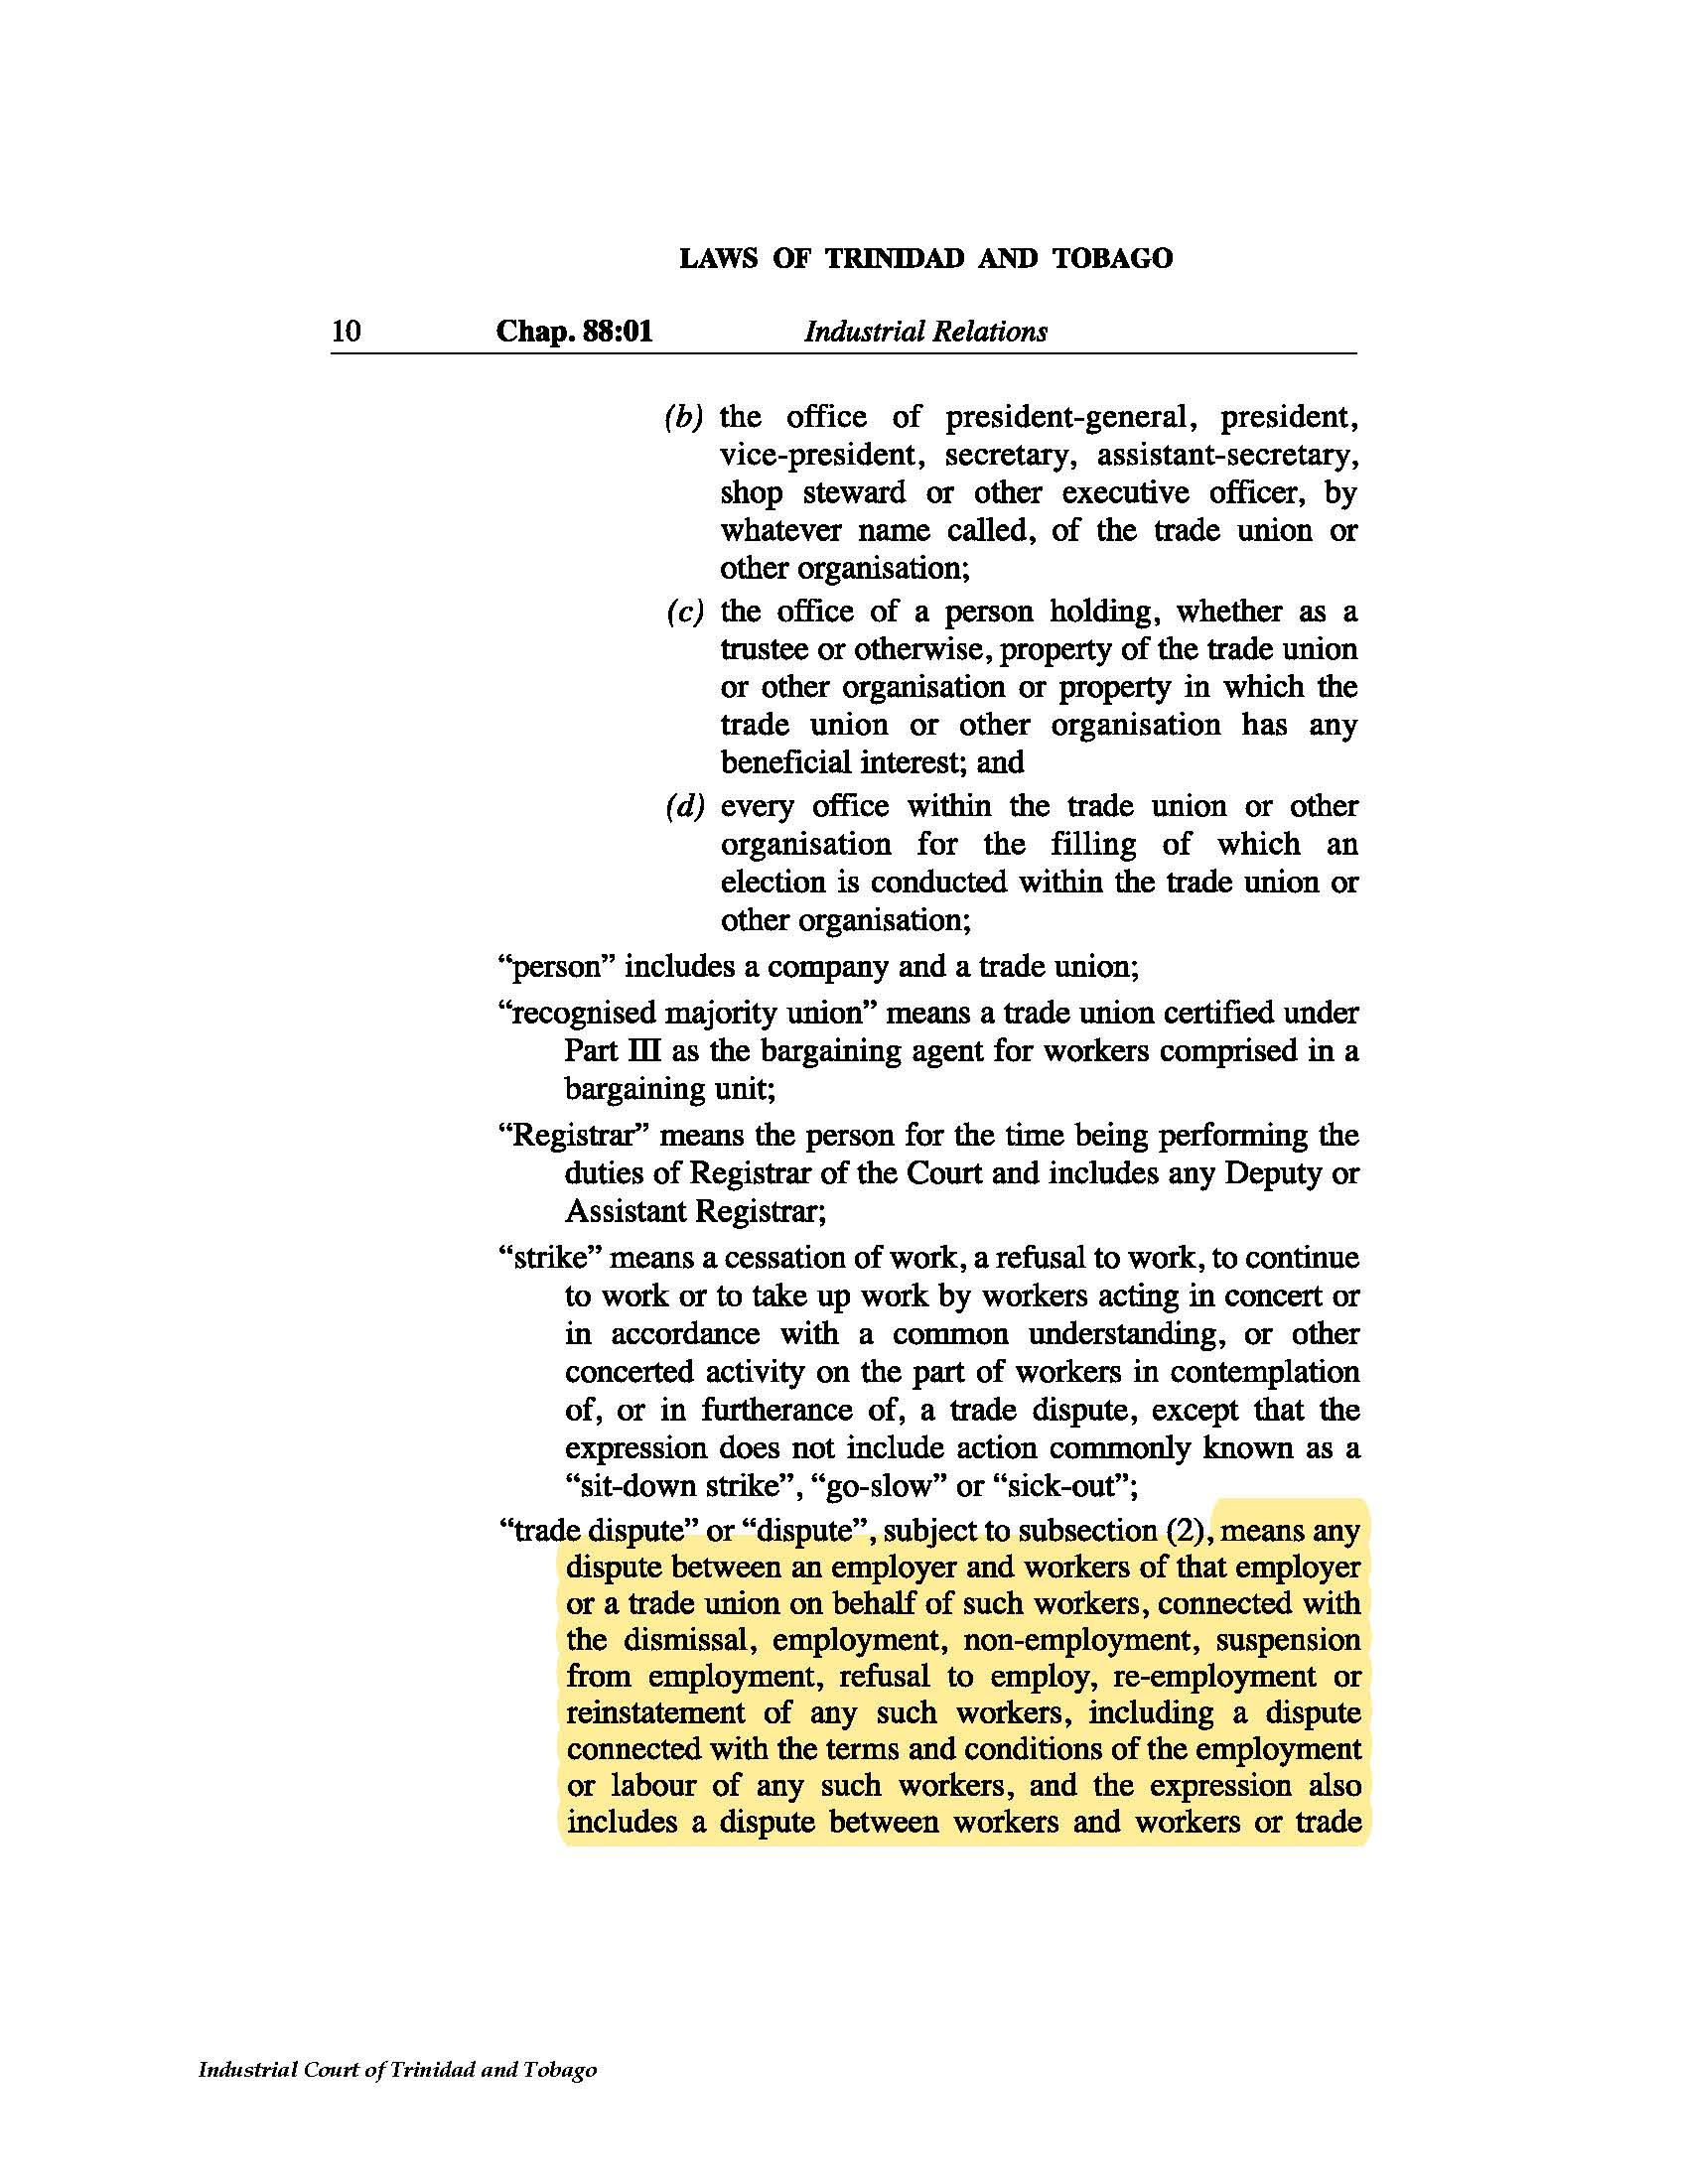 LAWS OF TRINIDAD AND TOBAGO
10 Chap. 88:01 Industrial Relations
(b) the office of president-general, president,
vice-president, secretary, assistant-secretary,
shop steward or other executive officer, by
whatever name called, of the trade union or
other organisation;
(c) the office of a person holding, whether as a
trustee or otherwise, property of the trade union
or other organisation or property in which the
trade union or other organisation has any
beneficial interest; and
(d) every office within the trade union or other
organisation for the filling of which an
election is conducted within the trade union or
other organisation;
“person” includes a company and a trade union;
“recognised majority union” means a trade union certified under
Part III as the bargaining agent for workers comprised in a
bargaining unit;
“Registrar” means the person for the time being performing the
duties of Registrar of the Court and includes any Deputy or
Assistant Registrar;
“strike” means a cessation of work, a refusal to work, to continue
to work or to take up work by workers acting in concert or
in accordance with a common understanding, or other
concerted activity on the part of workers in contemplation
of, or in furtherance of, a trade dispute, except that the
expression does not include action commonly known as a
“sit-down strike”, “go-slow” or “sick-out”;
“trade dispute” or “dispute”, subject to subsection (2), means any
dispute between an employer and workers of that employer
or a trade union on behalf of such workers, connected with
the dismissal, employment, non-employment, suspension
from employment, refusal to employ, re-employment or
reinstatement of any such workers, including a dispute
connected with the terms and conditions of the employment
or labour of any such workers, and the expression also
includes a dispute between workers and workers or trade
Industrial Court of Trinidad and Tobago